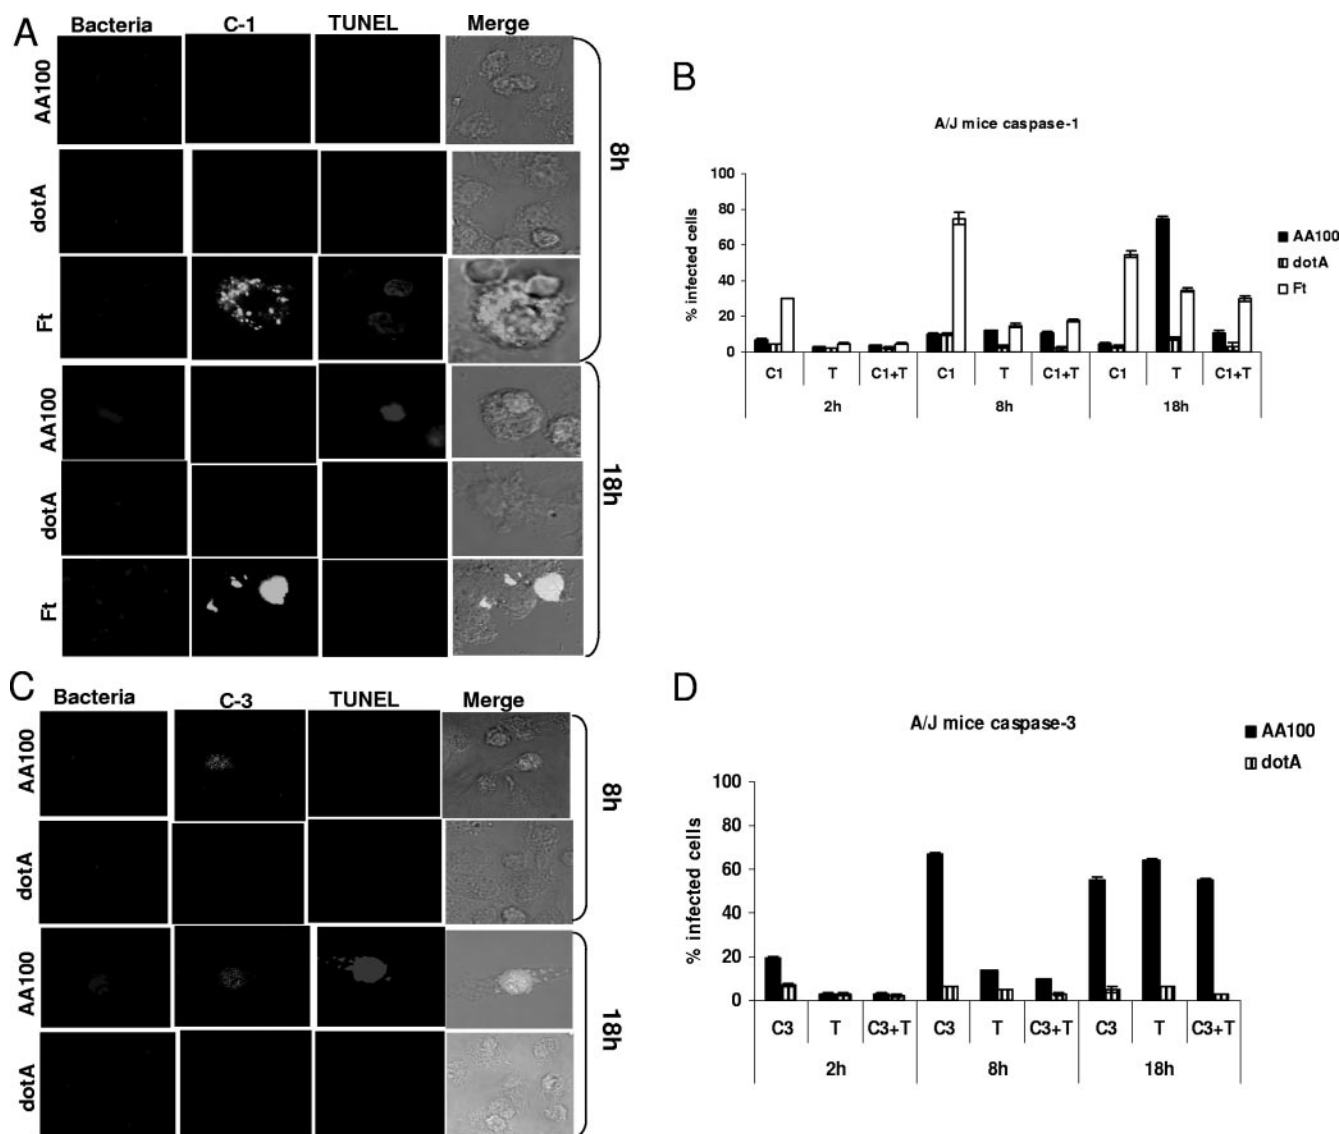 A
Bacteria C-1 TUNEL Merge
AA100
dotA
Ft
8h
AA100
dotA
Ft
18h
B
A/J mice caspase-1
% infected cells
100
80
60
40
20
0
C1 T C1+T C1 T C1+T C1 T C1+T
2h 8h 18h
AA100
dotA
Ft
C
Bacteria C-3 TUNEL Merge
AA100
dotA
8h
AA100
dotA
18h
D
A/J mice caspase-3
AA100
dotA
% infected cells
100
80
60
40
20
0
C3 T C3+T C3 T C3+T C3 T C3+T
2h 8h 18h